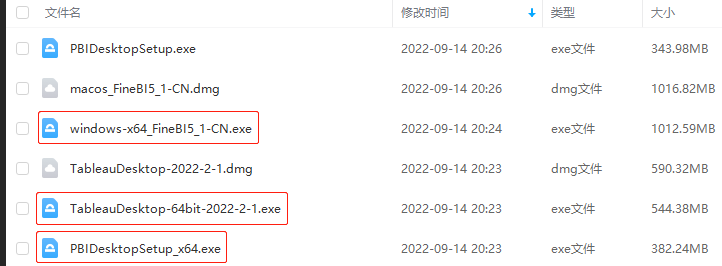 文件名 修改时间 类型 大小
PBIDesktopSetup.exe 2022-09-14 20:26 exe文件 343.98MB
macos_FineBI5_1-CN.dmg 2022-09-14 20:26 dmg文件 1016.82MB
windows-x64_FineBI5_1-CN.exe 2022-09-14 20:24 exe文件 1012.59MB
TableauDesktop-2022-2-1.dmg 2022-09-14 20:23 dmg文件 590.32MB
TableauDesktop-64bit-2022-2-1.exe 2022-09-14 20:23 exe文件 544.38MB
PBIDesktopSetup_x64.exe 2022-09-14 20:23 exe文件 382.24MB